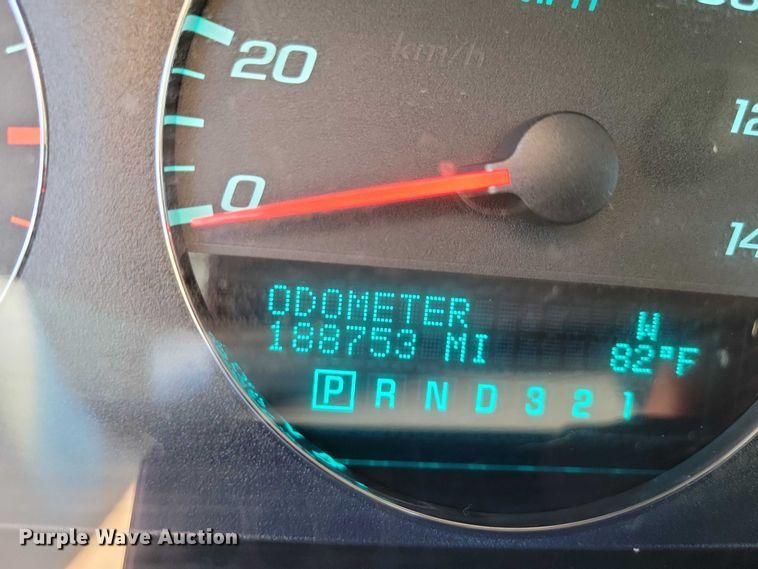 20
km/h
0
12
14
ODOMETER W
188753 MI 82°F
P R N D 3 2 1
Purple Wave Auction